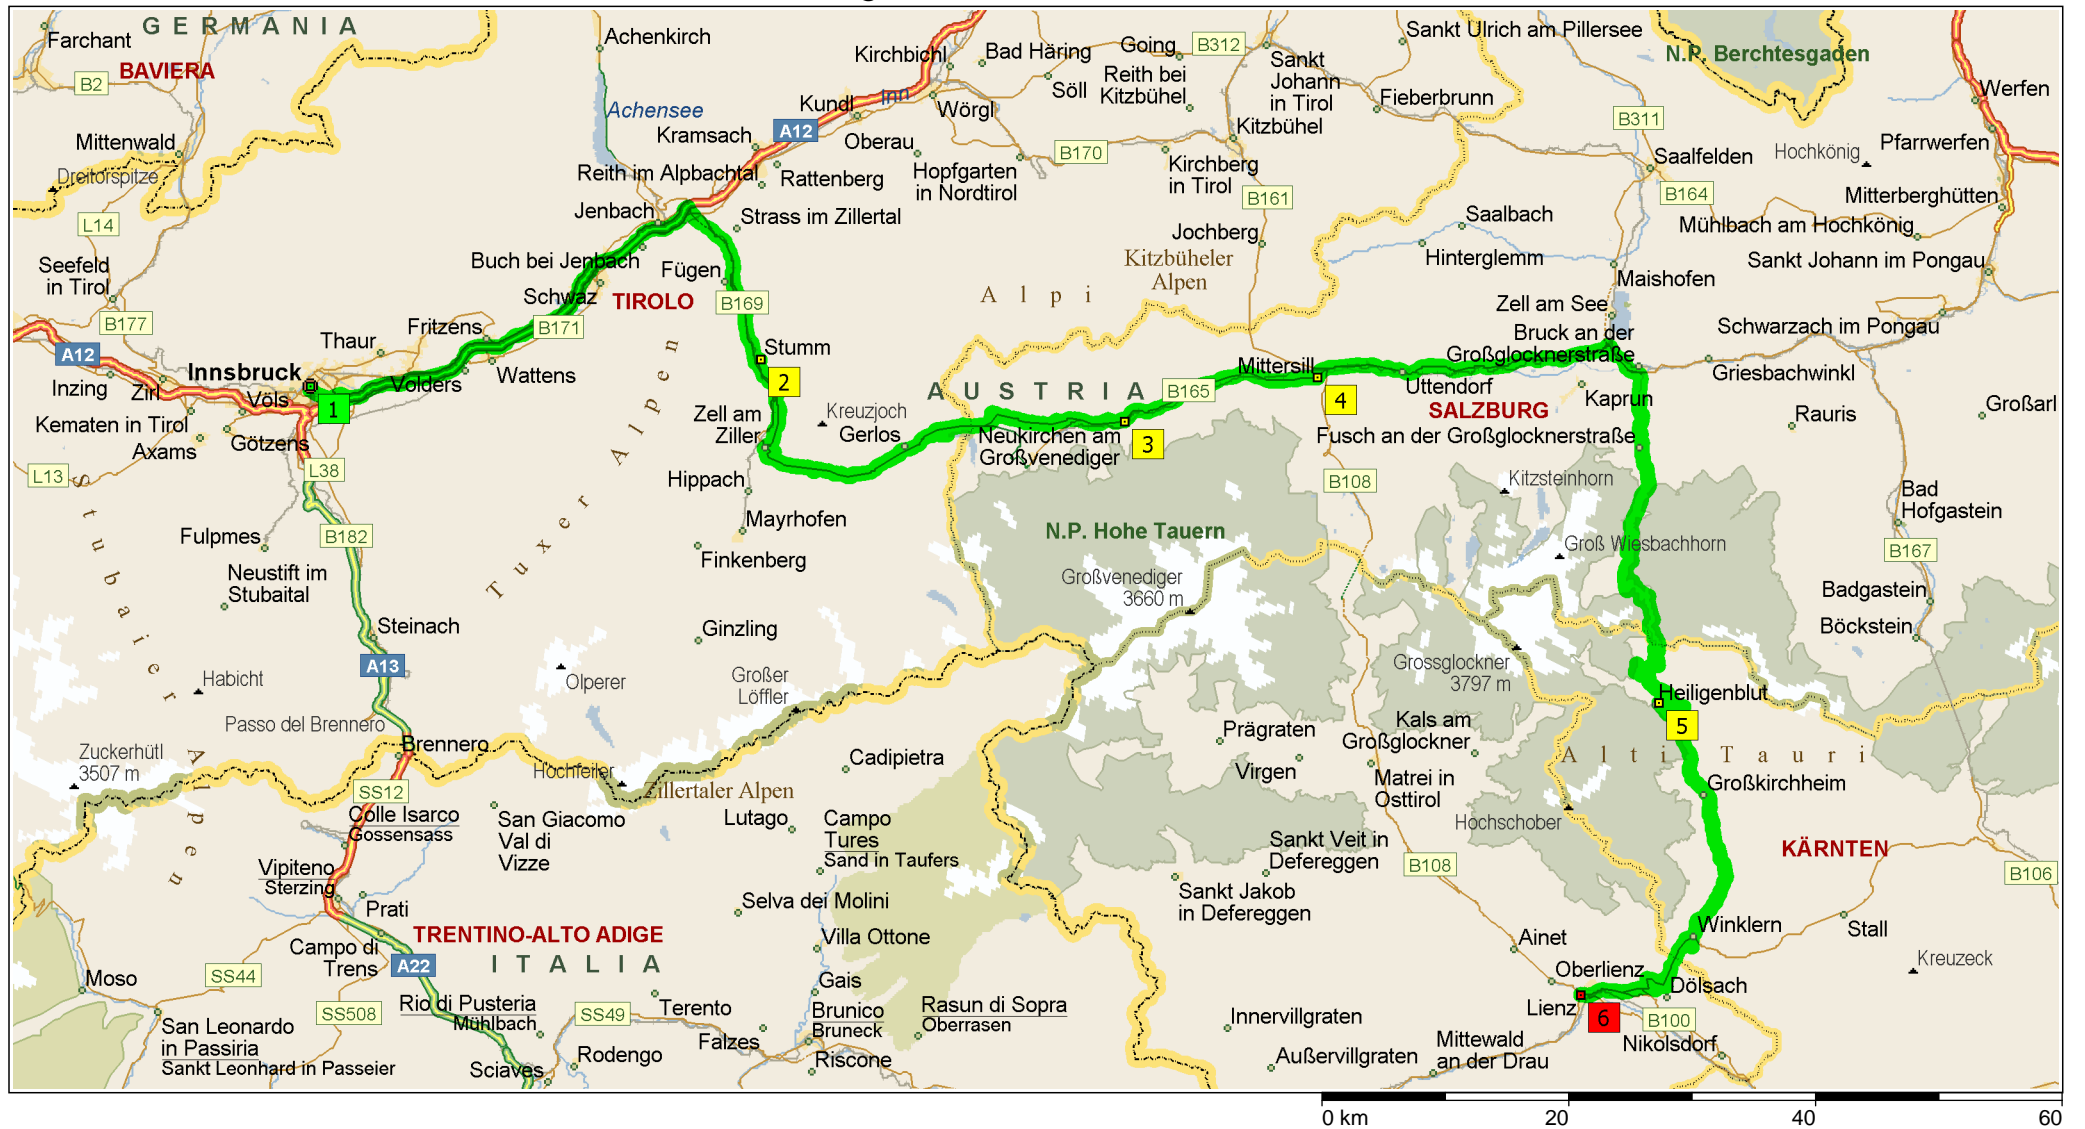 GERMANIA
Farchant
BAVIERA
B2
Achenkirch
Kirchbichl
Bad Häring
Going
B312
Sankt Ulrich am Pillersee
N.P. Berchtesgaden
Sankt
Johann
in Tirol
Reith bei
Kitzbühel
Söll
Werfen
Achensee
Kundl
Inn
Wörgl
Fieberbrunn
B311
Mittenwald
Kramsach
A12
Oberau
Kitzbühel
Pfarrwerfen
Hochkönig
Saalfelden
B170
Dreitorspitze
Reith im Alpbachtal
Rattenberg
Hopfgarten
in Nordtirol
Kirchberg
in Tirol
B161
B164
Mitterberghütten
L14
Jenbach
Strass im Zillertal
Saalbach
Mühlbach am Hochkönig
Jochberg
Seefeld
in Tirol
Buch bei Jenbach
Fügen
Kitzbüheler
Alpen
Hinterglemm
Sankt Johann im Pongau
Maishofen
Schwaz
TIROLO
B169
Alpi
Zell am See
B177
Fritzens
B171
Bruck an der
Großglocknerstraße
Schwarzach im Pongau
Thaur
A12
Stumm
Mittersill
Innsbruck
Inzing
Zirl
Völs
Volders
Wattens
2
AUSTRIA
B165
Uttendorf
Kaprun
Griesbachwinkl
1
4
SALZBURG
Rauris
Großarl
Kematen in Tirol
Axams
Götzens
Zell am
Ziller
Kreuzjoch
Gerlos
Neukirchen am
Großvenediger
3
Fusch an der Großglocknerstraße
L13
L38
Hippach
B108
Kitzsteinhorn
Bad
Hofgastein
Stubaier Alpen
Tuxer Alpen
Fulpmes
B182
Mayrhofen
Finkenberg
N.P. Hohe Tauern
Groß Wiesbachhorn
B167
Neustift im
Stubaital
Großvenediger
3660 m
Badgastein
Steinach
Ginzling
Böckstein
A13
Habicht
Olperer
Großer
Löffler
Grossglockner
3797 m
Heiligenblut
5
Passo del Brennero
Prägraten
Kals am
Großglockner
Brennero
Zuckerhütl
3507 m
Hochfeiler
Cadipietra
Virgen
Alti Tauri
Matrei in
Osttirol
Großkirchheim
SS12
Zillertaler Alpen
Colle Isarco
Gossensass
San Giacomo
Val di
Vizze
Lutago
Campo
Tures
Sand in Taufers
Hochschober
Sankt Veit in
Defereggen
KÄRNTEN
Vipiteno
Sterzing
B108
B106
Prati
Selva dei Molini
Sankt Jakob
in Defereggen
Winklern
Stall
TRENTINO-ALTO ADIGE
Villa Ottone
Ainet
Campo di
Trens
A22
ITALIA
Kreuzeck
Moso
SS44
Gais
Oberlienz
Dölsach
SS508
Rio di Pusteria
Mühlbach
SS49
Terento
Brunico
Bruneck
Rasun di Sopra
Oberrasen
Innervillgraten
Lienz
6
B100
San Leonardo
in Passiria
Sankt Leonhard in Passeier
Falzes
Nikolsdorf
Rodengo
Sciaves
Riscone
Außervillgraten
Mittewald
an der Drau
0 km
20
40
60